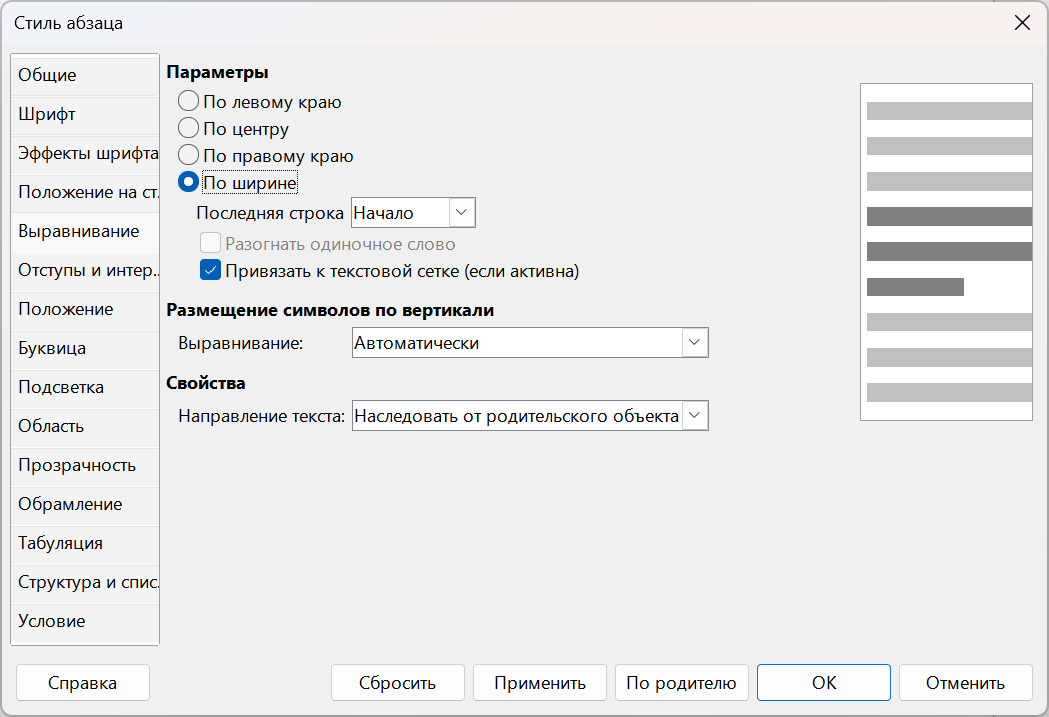 Стиль абзаца
Общие
Шрифт
Эффекты шрифта
Положение на ст.
Выравнивание
Отступы и интер..
Положение
Буквица
Подсветка
Область
Прозрачность
Обрамление
Табуляция
Структура и спис.
Условие
Параметры
По левому краю
По центру
По правому краю
По ширине
Последняя строка Начало
Разогнать одиночное слово
Привязать к текстовой сетке (если активна)
Размещение символов по вертикали
Выравнивание: Автоматически
Свойства
Направление текста: Наследовать от родительского объекта
Справка Сбросить Применить По родителю ОК Отменить